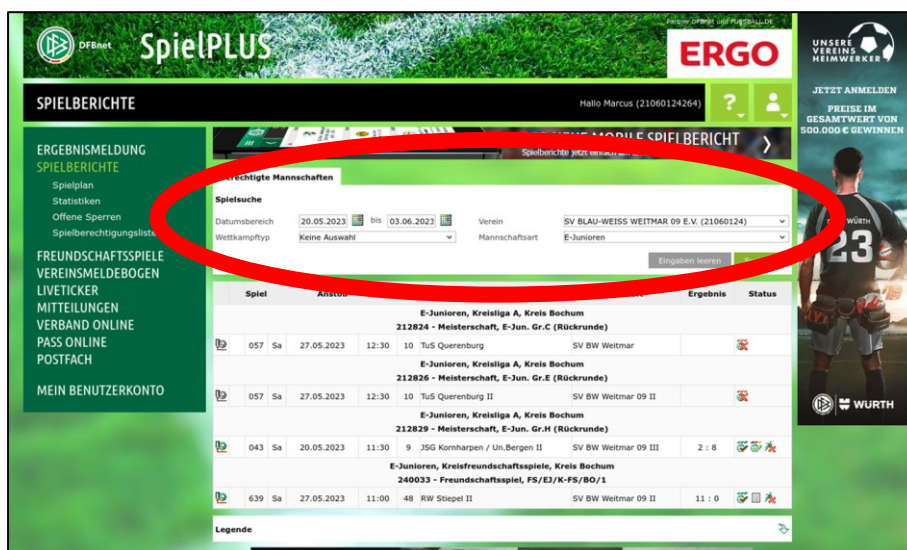 Partner DFBnet und FUSSBALL.DE
DFBnet SpielPLUS
ERGO
SPIELBERICHTE
Hallo Marcus (21060124264)
?
ERGEBNISMELDUNG
SPIELBERICHTE
Spielplan
Statistiken
Offene Sperren
Spielberechtigungsliste
FREUNDSCHAFTSSPIELE
VEREINSMELDEBOGEN
LIVETICKER
MITTEILUNGEN
VERBAND ONLINE
PASS ONLINE
POSTFACH
MEIN BENUTZERKONTO
MOBILE SPIELBERICHT
Spielberichte jetzt einfach
Mannschaften
Spielsuche
Datumsbereich 20.05.2023 bis 03.06.2023 Verein SV BLAU-WEISS WEITMAR 09 E.V. (21060124)
Wettkampftyp Keine Auswahl Mannschaftsart E-Junioren
Eingaben leeren
Spiel Anstoß Ergebnis Status
E-Junioren, Kreisliga A, Kreis Bochum
212824 - Meisterschaft, E-Jun. Gr.C (Rückrunde)
057 Sa 27.05.2023 12:30 10 TuS Querenburg SV BW Weitmar
E-Junioren, Kreisliga A, Kreis Bochum
212826 - Meisterschaft, E-Jun. Gr.E (Rückrunde)
057 Sa 27.05.2023 12:30 10 TuS Querenburg II SV BW Weitmar 09 II
E-Junioren, Kreisliga A, Kreis Bochum
212829 - Meisterschaft, E-Jun. Gr.H (Rückrunde)
043 Sa 20.05.2023 11:30 9 JSG Kornharpen / Un.Bergen II SV BW Weitmar 09 III 2 : 8
E-Junioren, Kreisfreundschaftsspiele, Kreis Bochum
240033 - Freundschaftsspiel, FS/EJ/K-FS/BO/1
639 Sa 27.05.2023 11:00 48 RW Stiepel II SV BW Weitmar 09 II 11 : 0
Legende
UNSERE
VEREINS
HEIMWERKER
JETZT ANMELDEN
PREISE IM
GESAMTWERT VON
500.000 € GEWINNEN
WÜRTH
23
WÜRTH